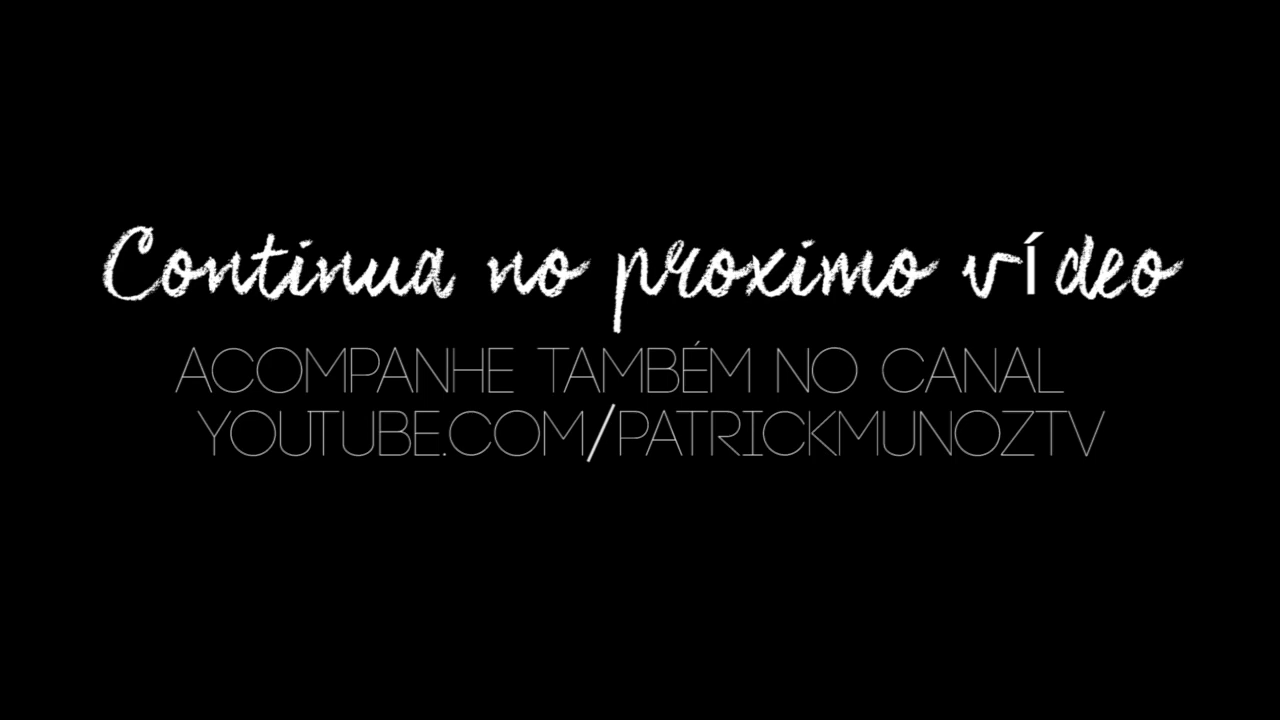 Continua no proximo vídeo
ACOMPANHE TAMBÉM NO CANAL
YOUTUBE.COM/PATRICKMUNOZTV